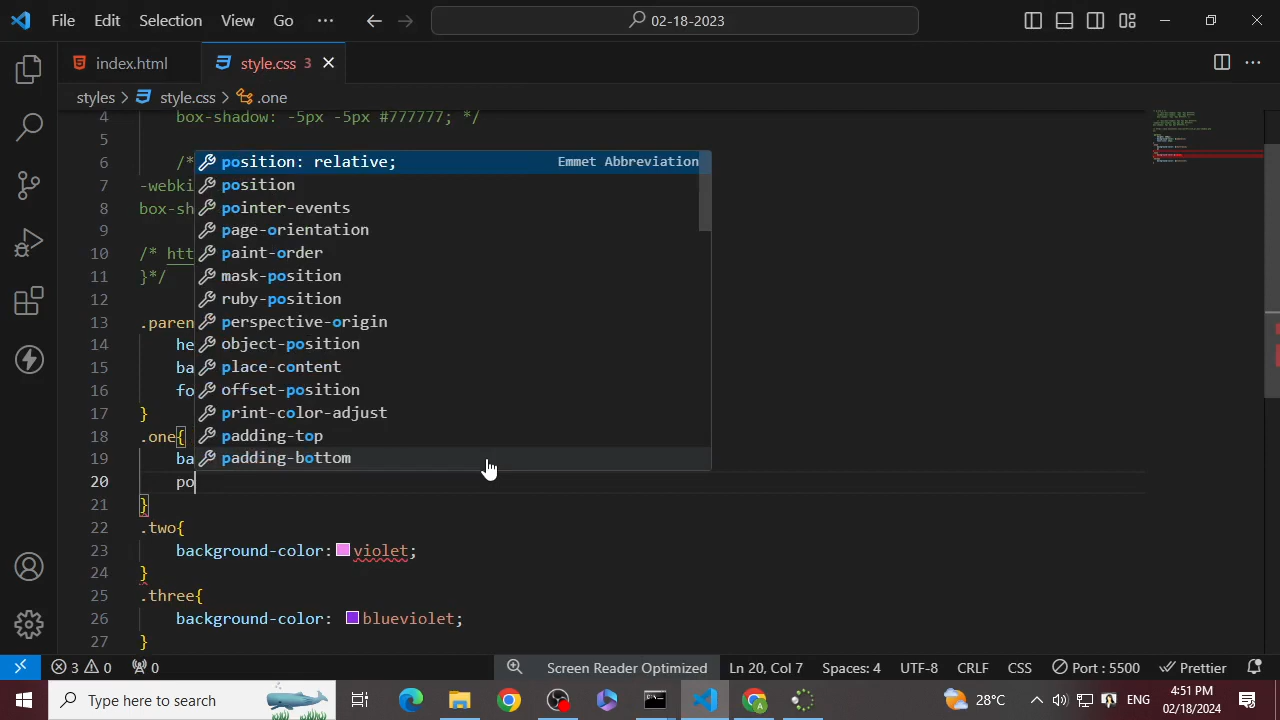 File Edit Selection View Go ··· 02-18-2023
index.html style.css 3
styles > style.css > .one
4 box-shadow: -5px -5px #777777; */
5
6 /*
7 -webki
8 box-sh
9
10 /* htt
11 }*/
12
13 .paren
14 he
15 ba
16 fo
17 }
18 .one{
19 ba
20 po
21 }
22 .two{
23 background-color: violet;
24 }
25 .three{
26 background-color: blueviolet;
27 }
position: relative; Emmet Abbreviation
position
pointer-events
page-orientation
paint-order
mask-position
ruby-position
perspective-origin
object-position
place-content
offset-position
print-color-adjust
padding-top
padding-bottom
3 0 0 Screen Reader Optimized Ln 20, Col 7 Spaces: 4 UTF-8 CRLF CSS Port : 5500 Prettier
Type here to search 28°C ENG 4:51 PM
02/18/2024